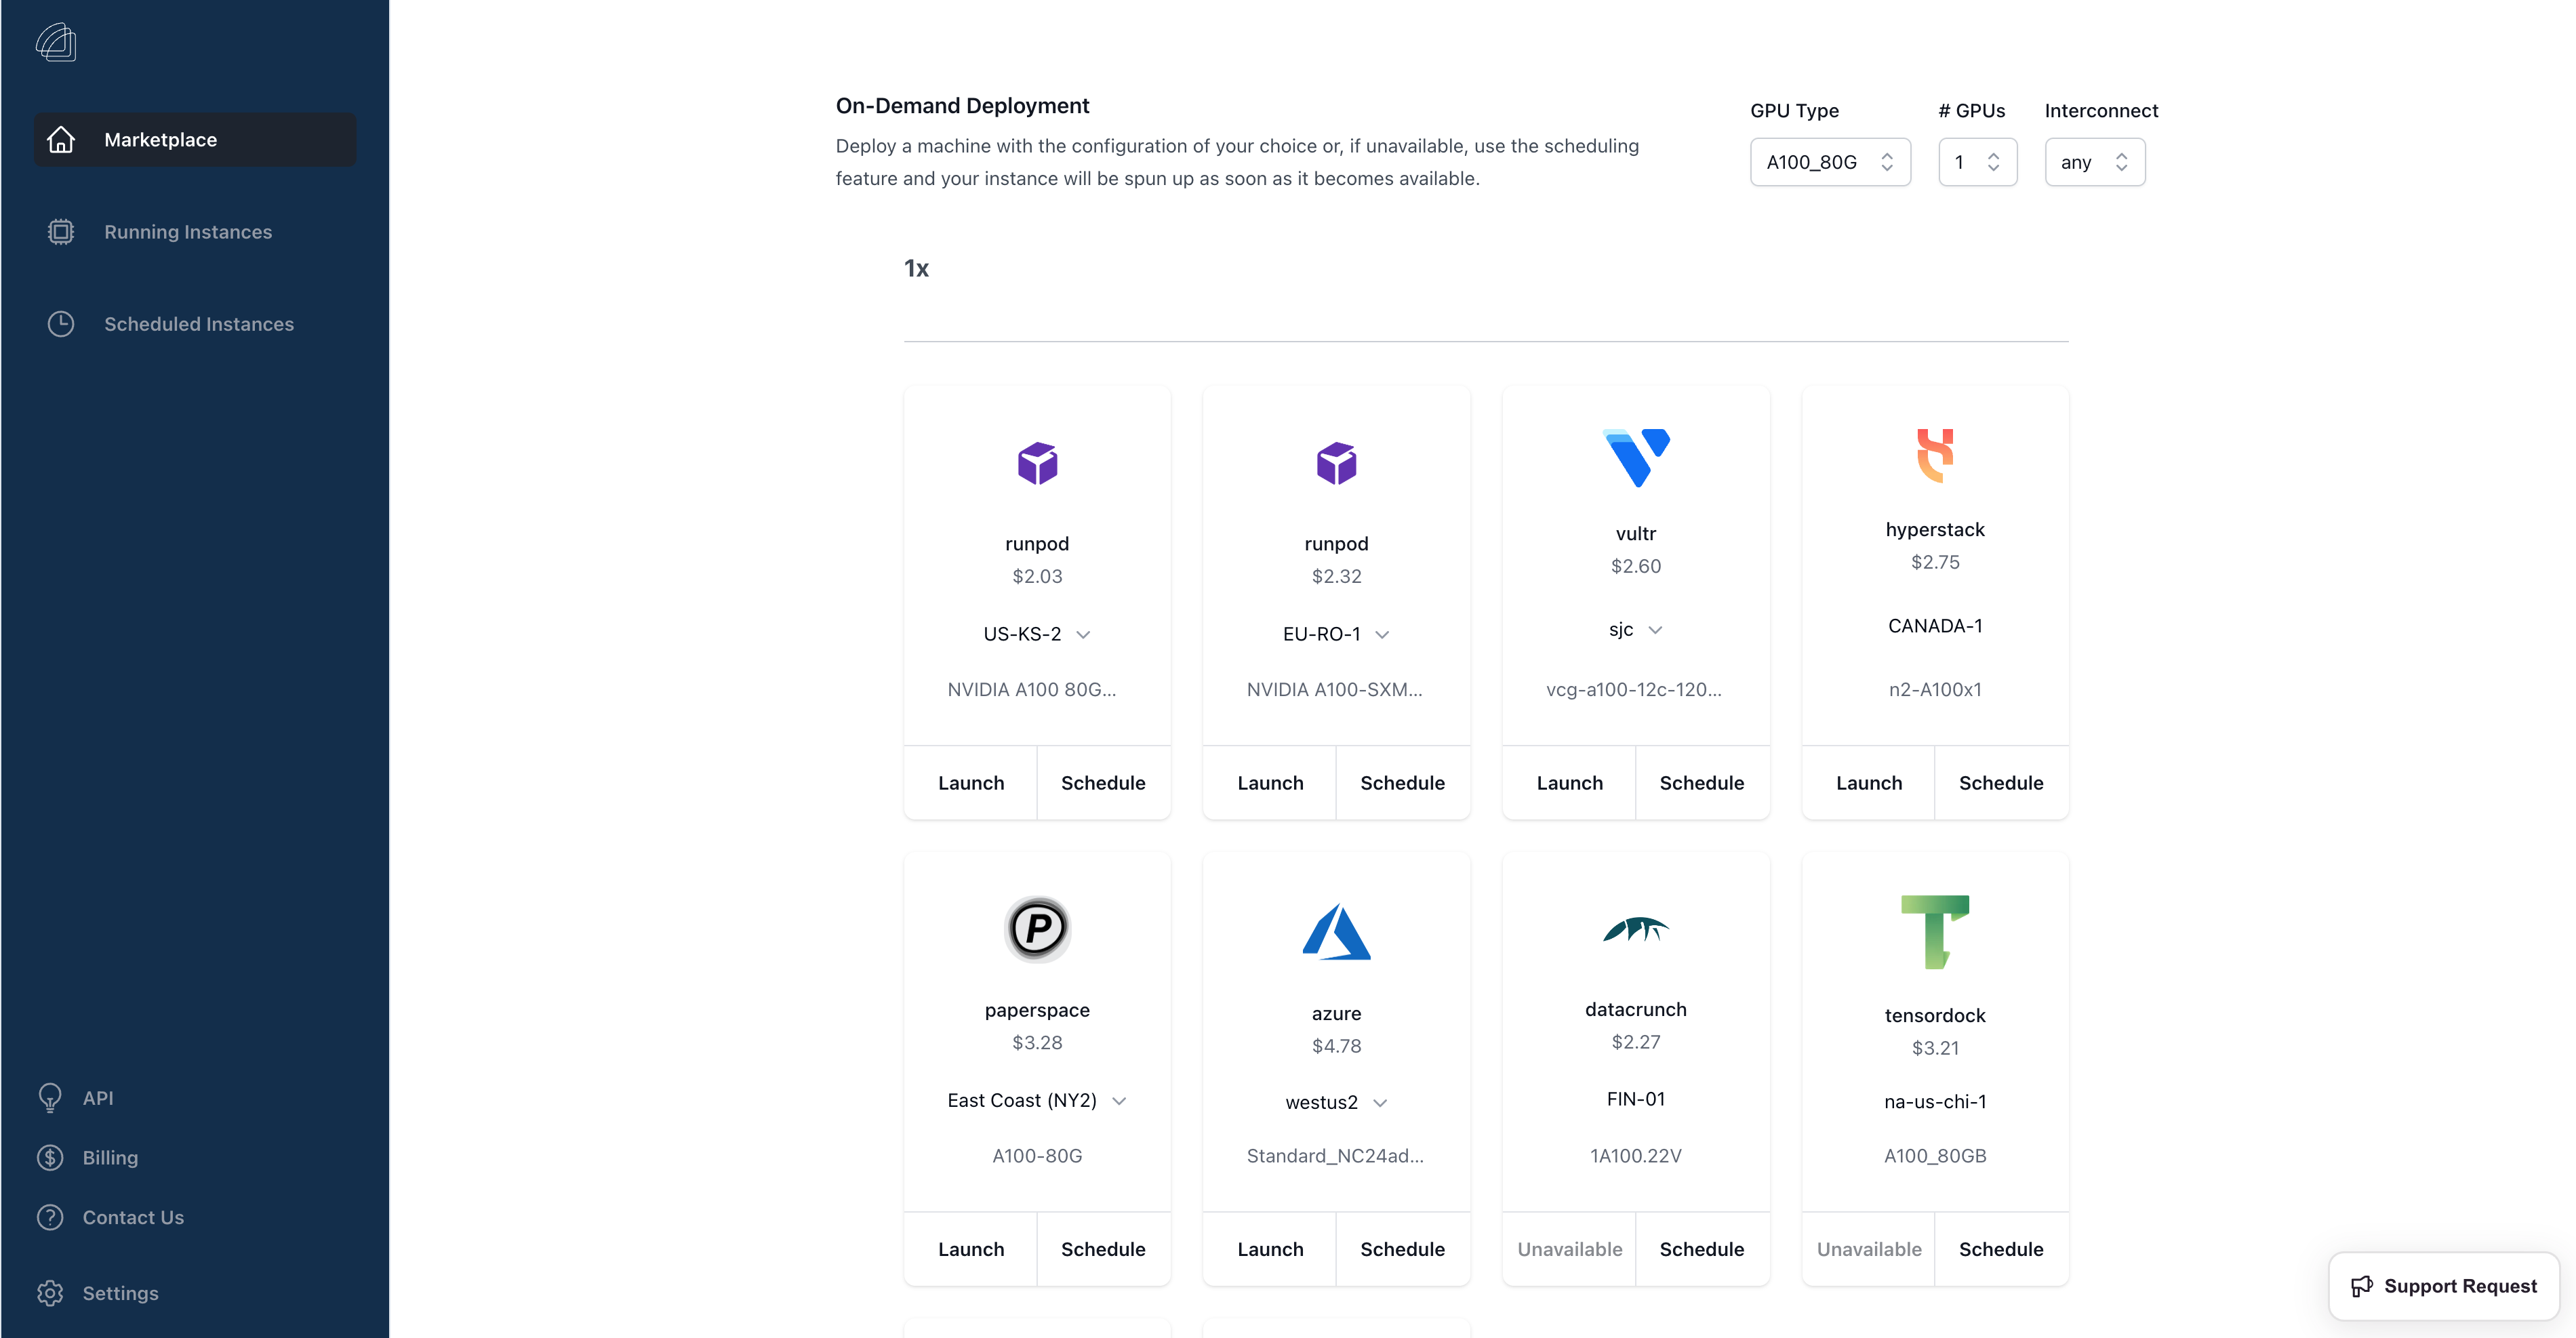 Marketplace
Running Instances
Scheduled Instances
API
Billing
Contact Us
Settings
On-Demand Deployment
Deploy a machine with the configuration of your choice or, if unavailable, use the scheduling
feature and your instance will be spun up as soon as it becomes available.
GPU Type
# GPUs
Interconnect
A100_80G
1
any
1x
runpod
$2.03
US-KS-2
NVIDIA A100 80G...
Launch
Schedule
runpod
$2.32
EU-RO-1
NVIDIA A100-SXM...
Launch
Schedule
vultr
$2.60
sjc
vcg-a100-12c-120...
Launch
Schedule
hyperstack
$2.75
CANADA-1
n2-A100x1
Launch
Schedule
P
paperspace
$3.28
East Coast (NY2)
A100-80G
Launch
Schedule
azure
$4.78
westus2
Standard_NC24ad...
Launch
Schedule
datacrunch
$2.27
FIN-01
1A100.22V
Unavailable
Schedule
tensordock
$3.21
na-us-chi-1
A100_80GB
Unavailable
Schedule
Support Request